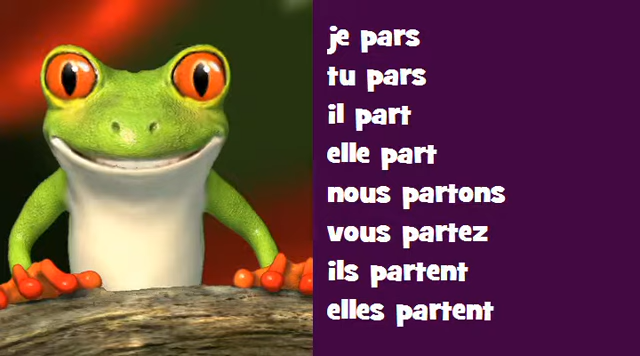 je pars
tu pars
il part
elle part
nous partons
vous partez
ils partent
elles partent